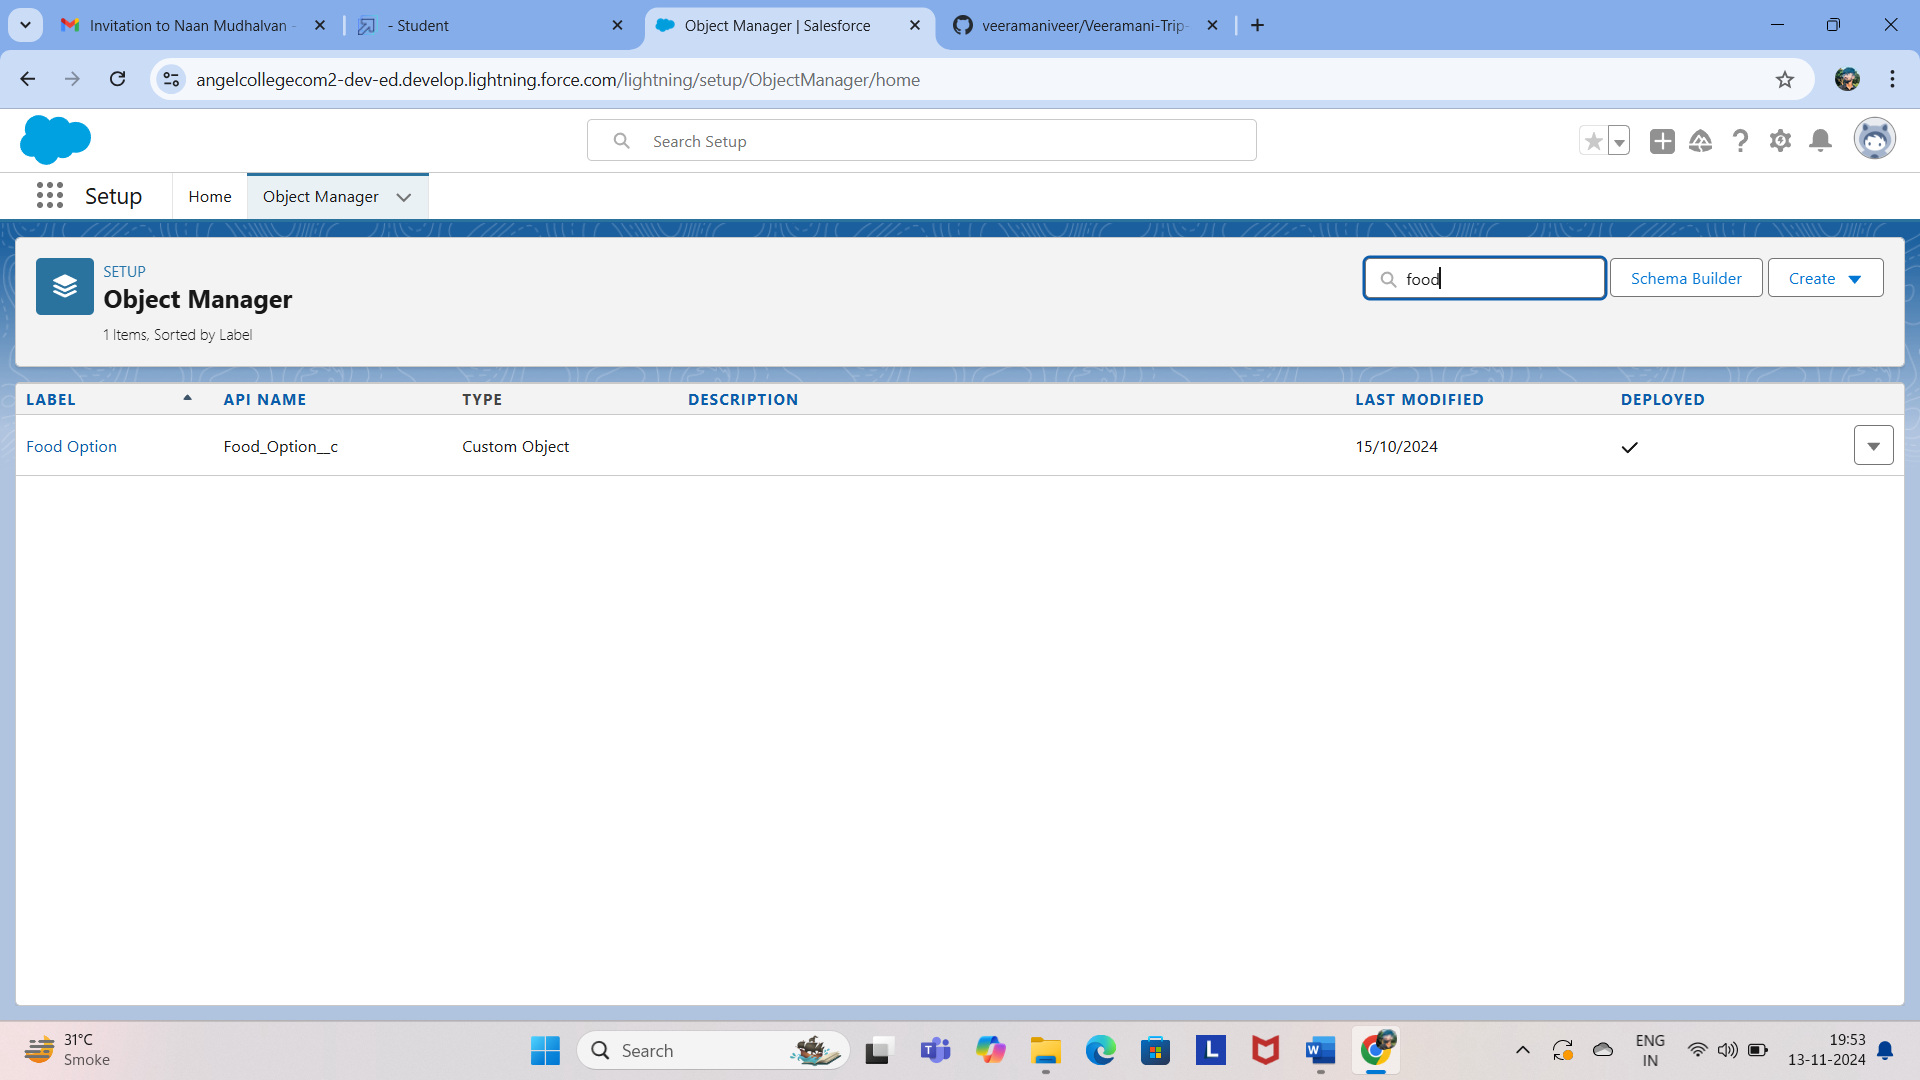 Invitation to Naan Mudhalvan -
- Student
Object Manager | Salesforce
veeramaniveer/Veeramani-Trip-
angelcollegecom2-dev-ed.develop.lightning.force.com/lightning/setup/ObjectManager/home
Search Setup
Setup
Home
Object Manager
SETUP
Object Manager
1 Items, Sorted by Label
food
Schema Builder
Create
LABEL API NAME TYPE DESCRIPTION LAST MODIFIED DEPLOYED
Food Option Food_Option__c Custom Object 15/10/2024
31°C
Smoke
Search
ENG
IN
19:53
13-11-2024